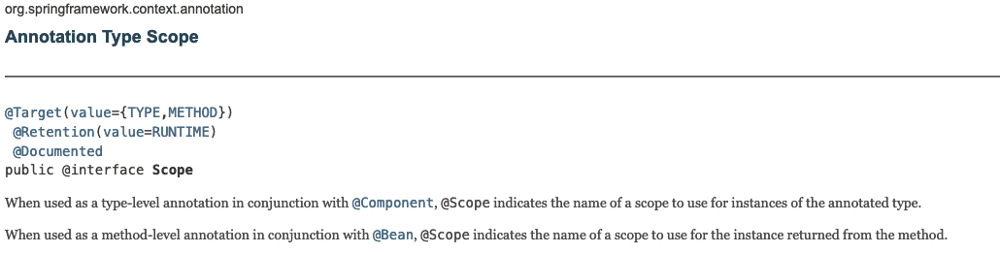 org.springframework.context.annotation
Annotation Type Scope
@Target(value={TYPE,METHOD})
@Retention(value=RUNTIME)
@Documented
public @interface Scope
When used as a type-level annotation in conjunction with @Component, @Scope indicates the name of a scope to use for instances of the annotated type.
When used as a method-level annotation in conjunction with @Bean, @Scope indicates the name of a scope to use for the instance returned from the method.